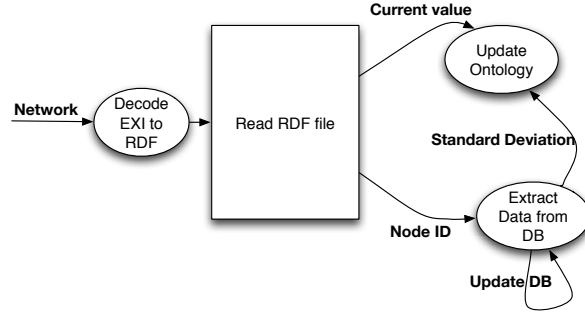 Current value
Update
Ontology
Network
Decode
EXI to
RDF
Read RDF file
Standard Deviation
Extract
Data from
DB
Node ID
Update DB